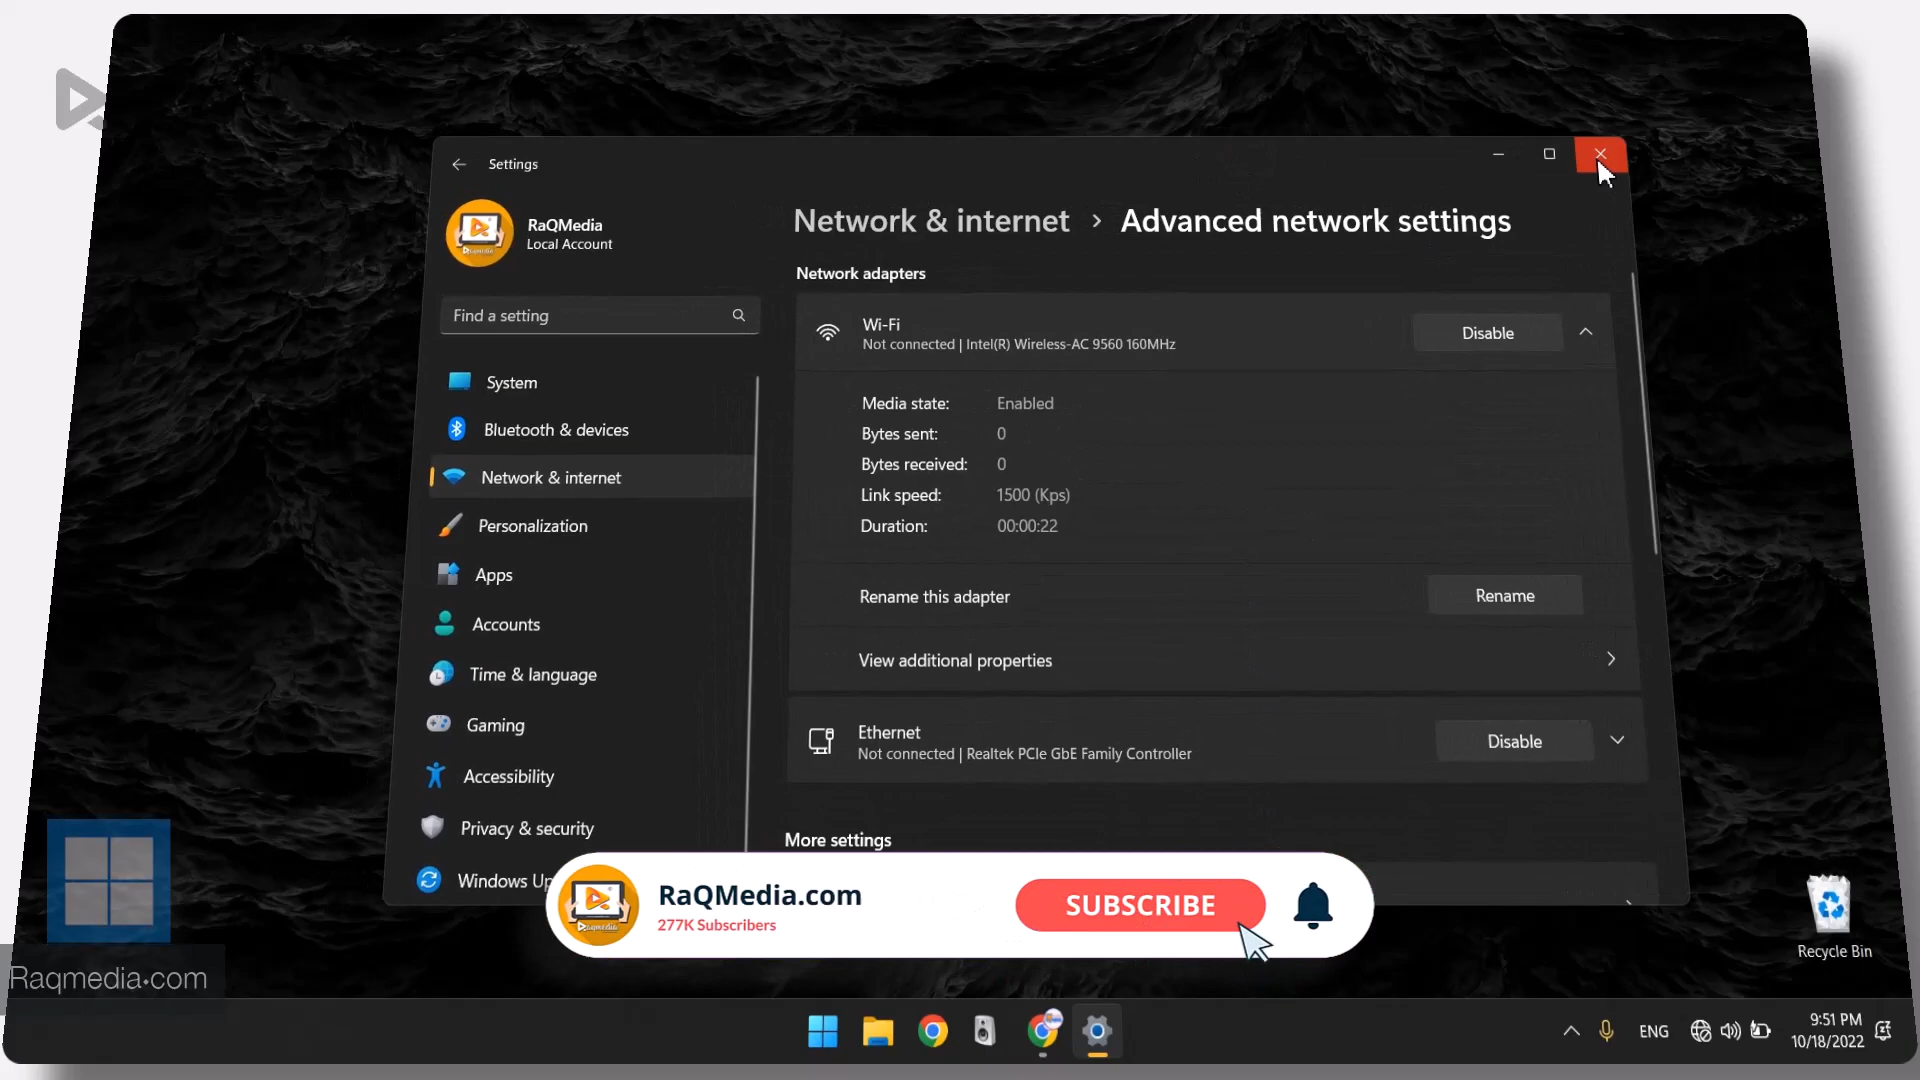 Settings
RaQMedia
Local Account
Find a setting
System
Bluetooth & devices
Network & internet
Personalization
Apps
Accounts
Time & language
Gaming
Accessibility
Privacy & security
Windows Up
Network & internet > Advanced network settings
Network adapters
Wi-Fi
Not connected | Intel(R) Wireless-AC 9560 160MHz
Disable
Media state: Enabled
Bytes sent: 0
Bytes received: 0
Link speed: 1500 (Kps)
Duration: 00:00:22
Rename this adapter
Rename
View additional properties
Ethernet
Not connected | Realtek PCIe GbE Family Controller
Disable
More settings
RaQMedia.com
277K Subscribers
SUBSCRIBE
Raqmedia.com
Recycle Bin
ENG
9:51 PM
10/18/2022